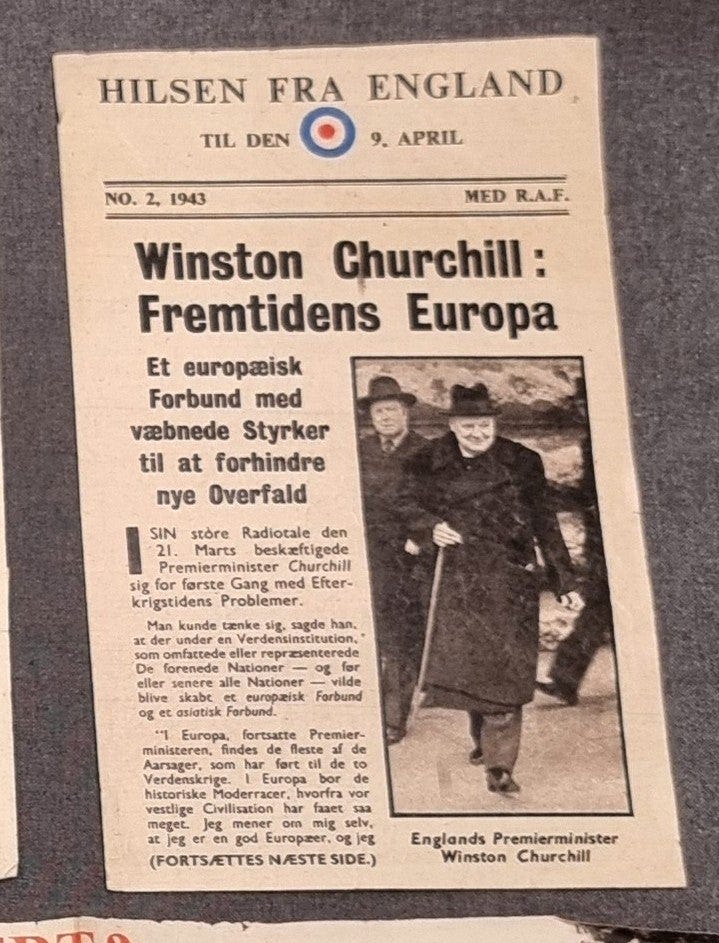 HILSEN FRA ENGLAND
TIL DEN 9. APRIL
NO. 2, 1943 MED R.A.F.
Winston Churchill :
Fremtidens Europa
Et europæisk
Forbund med
væbnede Styrker
til at forhindre
nye Overfald
I SIN störe Radiotale den
21. Marts beskæftigede
Premierminister Churchill
sig for første Gang med Efter-
krigstidens Problemer.
Man kunde tænke sig, sagde han,
at der under en Verdensinstitution,
som omfattede eller repræsenterede
De forenede Nationer — og før
eller senere alle Nationer — vilde
blive skabt et europæisk Forbund
og et asiatisk Forbund.
"I Europa, fortsatte Premier-
ministeren, findes de fleste af de
Aarsager, som har ført til de to
Verdenskrige. I Europa bor de
historiske Moderracer, hvorfra vor
vestlige Civilisation har faaet saa
meget. Jeg mener om mig selv,
at jeg er en god Europæer, og jeg
(FORTSÆTTES NÆSTE SIDE.)
Englands Premierminister
Winston Churchill